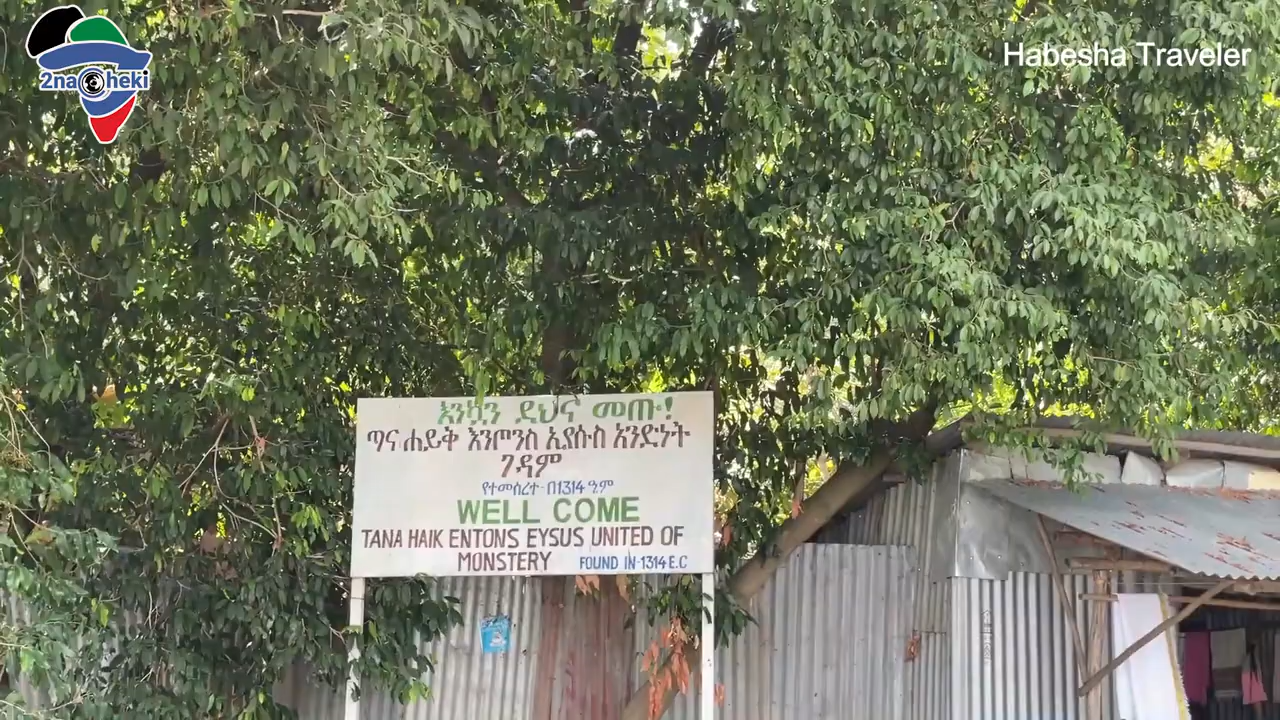 2nacheki
Habesha Traveler
እንኳን ደህና መጡ!
ጣና ሐይቅ እንጦንስ ኢየሱስ አንድነት
ገዳም
የተመሰረተ - በ1314 ዓ.ም
WELL COME
TANA HAIK ENTONS EYSUS UNITED OF
MONSTERY FOUND IN-1314 E.C